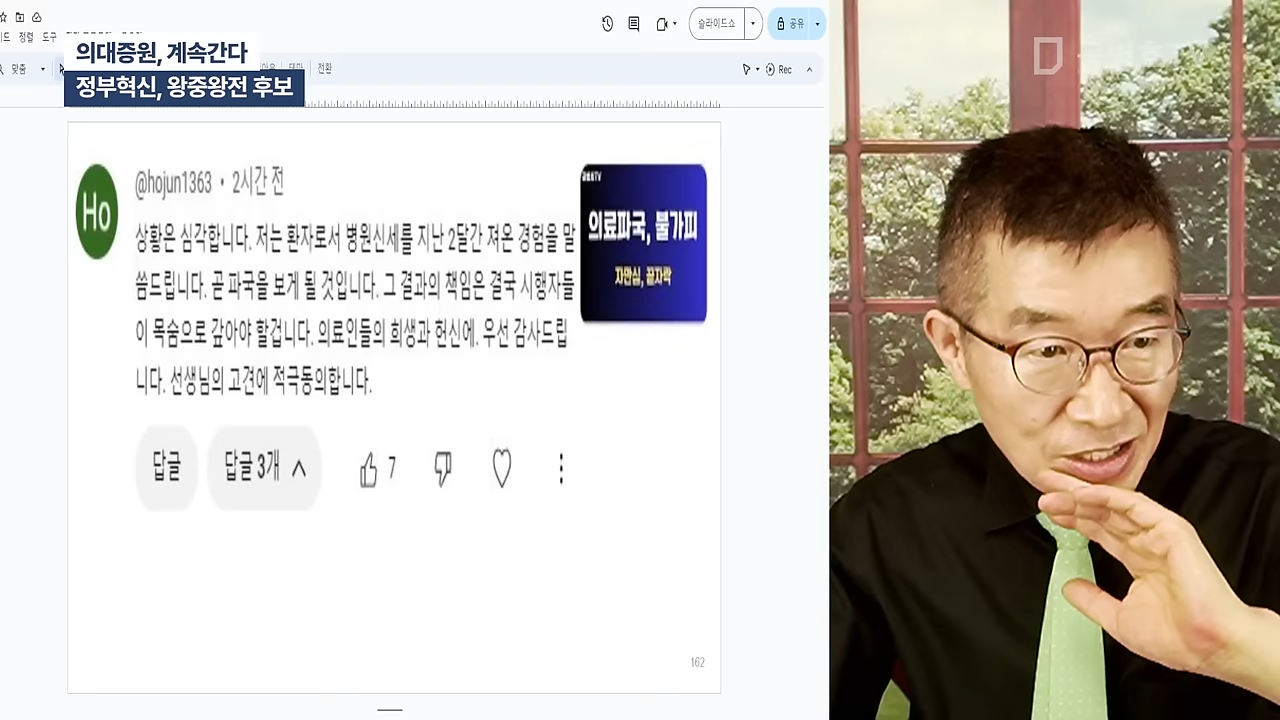 정렬 도구
슬라이드쇼
공유
의대증원, 계속간다
정부혁신, 왕중왕전 후보
맞춤
전환
Rec
Ho
@hojun1363 • 2시간 전
상황은 심각합니다. 저는 환자로서 병원신세를 지난 2달간 져온 경험을 말
씀드립니다. 곧 파국을 보게 될 것입니다. 그 결과의 책임은 결국 시행자들
이 목숨으로 갚아야 할겁니다. 의료인들의 희생과 헌신에. 우선 감사드립
니다. 선생님의 고견에 적극동의합니다.
의료파국, 불가피
자만심, 끝자락
답글
답글 3개
7
162